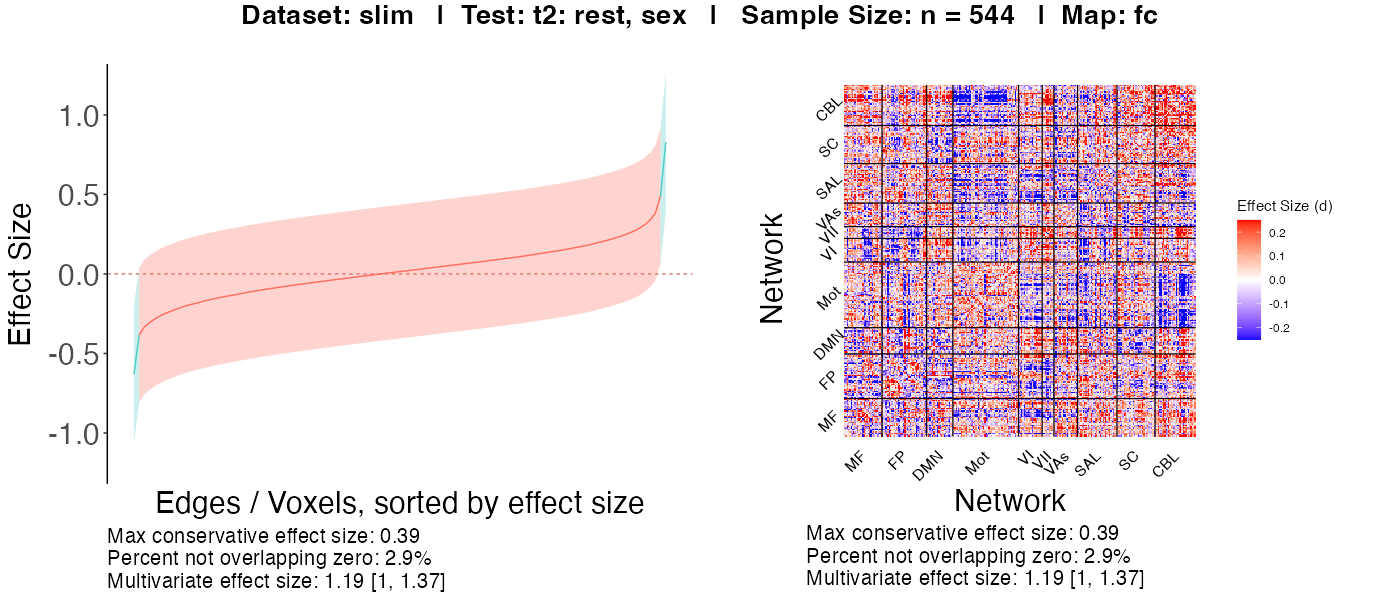 Dataset: slim | Test: t2: rest, sex | Sample Size: n = 544 | Map: fc
Effect Size
1.0
0.5
0.0
-0.5
-1.0
Edges / Voxels, sorted by effect size
Max conservative effect size: 0.39
Percent not overlapping zero: 2.9%
Multivariate effect size: 1.19 [1, 1.37]
Network
CBL
SC
SAL
VAs
VII
VI
Mot
DMN
FP
MF
MF
FP
DMN
Mot
VI
VII
VAs
SAL
SC
CBL
Network
Effect Size (d)
0.2
0.1
0.0
-0.1
-0.2
Max conservative effect size: 0.39
Percent not overlapping zero: 2.9%
Multivariate effect size: 1.19 [1, 1.37]